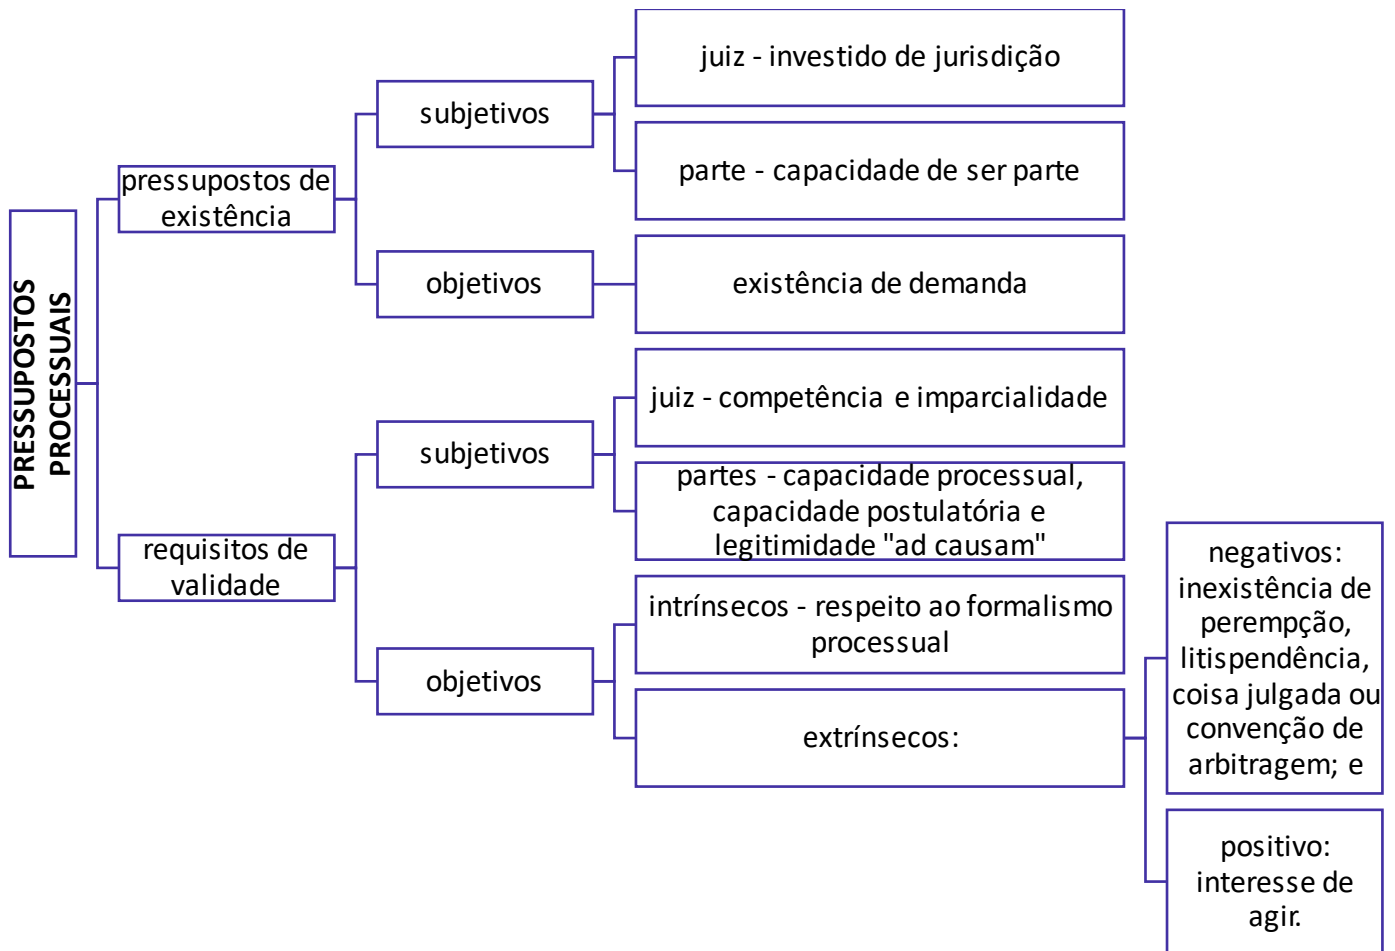 PRESSUPOSTOS
PROCESSUAIS
pressupostos de
existência
subjetivos
juiz - investido de jurisdição
parte - capacidade de ser parte
objetivos
existência de demanda
requisitos de
validade
subjetivos
juiz - competência e imparcialidade
partes - capacidade processual,
capacidade postulatória e
legitimidade "ad causam"
objetivos
intrínsecos - respeito ao formalismo
processual
extrínsecos:
negativos:
inexistência de
perempção,
litispendência,
coisa julgada ou
convenção de
arbitragem; e
positivo:
interesse de
agir.